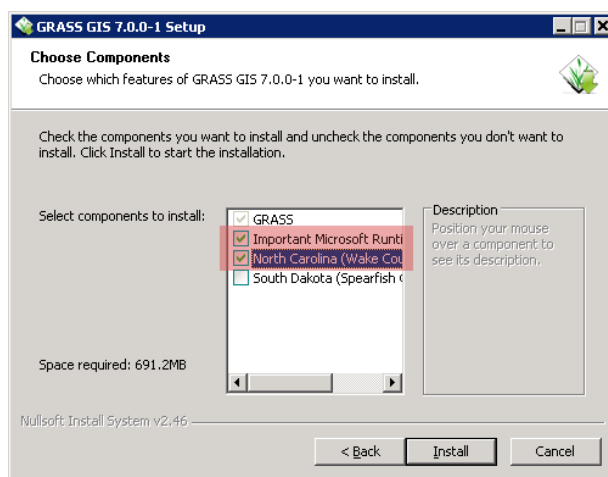 GRASS GIS 7.0.0-1 Setup
Choose Components
Choose which features of GRASS GIS 7.0.0-1 you want to install.
Check the components you want to install and uncheck the components you don't want to
install. Click Install to start the installation.
Select components to install:
GRASS
Important Microsoft Runti
North Carolina (Wake Cou
South Dakota (Spearfish
Description
Position your mouse
over a component to
see its description.
Space required: 691.2MB
Nullsoft Install System v2.46
< Back
Install
Cancel